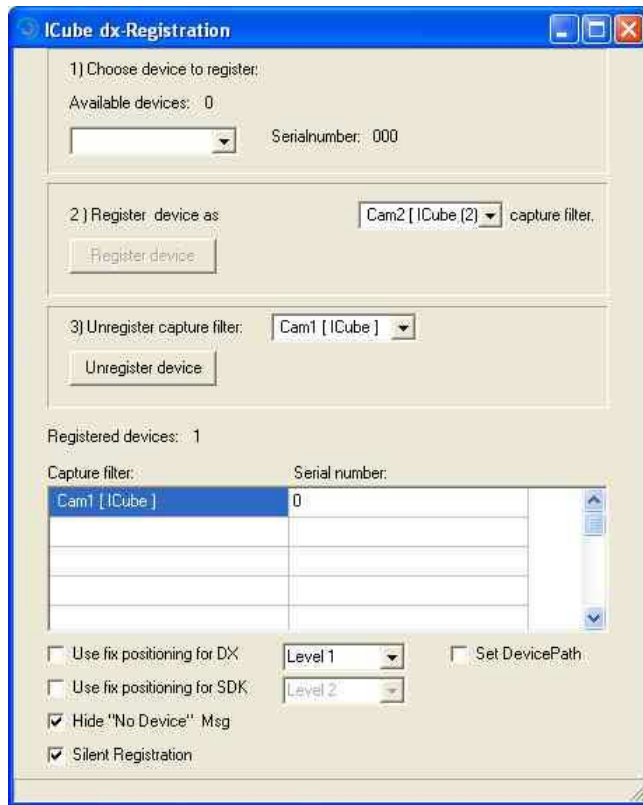 ICube dx-Registration
1) Choose device to register:
Available devices: 0
Serialnumber: 000
2 ) Register device as Cam2 [ ICube (2) capture filter.
Register device
3) Unregister capture filter: Cam1 [ ICube ]
Unregister device
Registered devices: 1
Capture filter: Serial number:
Cam1 [ ICube ] 0
Use fix positioning for DX Level 1 Set DevicePath
Use fix positioning for SDK Level 2
Hide "No Device" Msg
Silent Registration